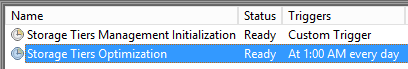 Name Status Triggers
Storage Tiers Management Initialization Ready Custom Trigger
Storage Tiers Optimization Ready At 1:00 AM every day